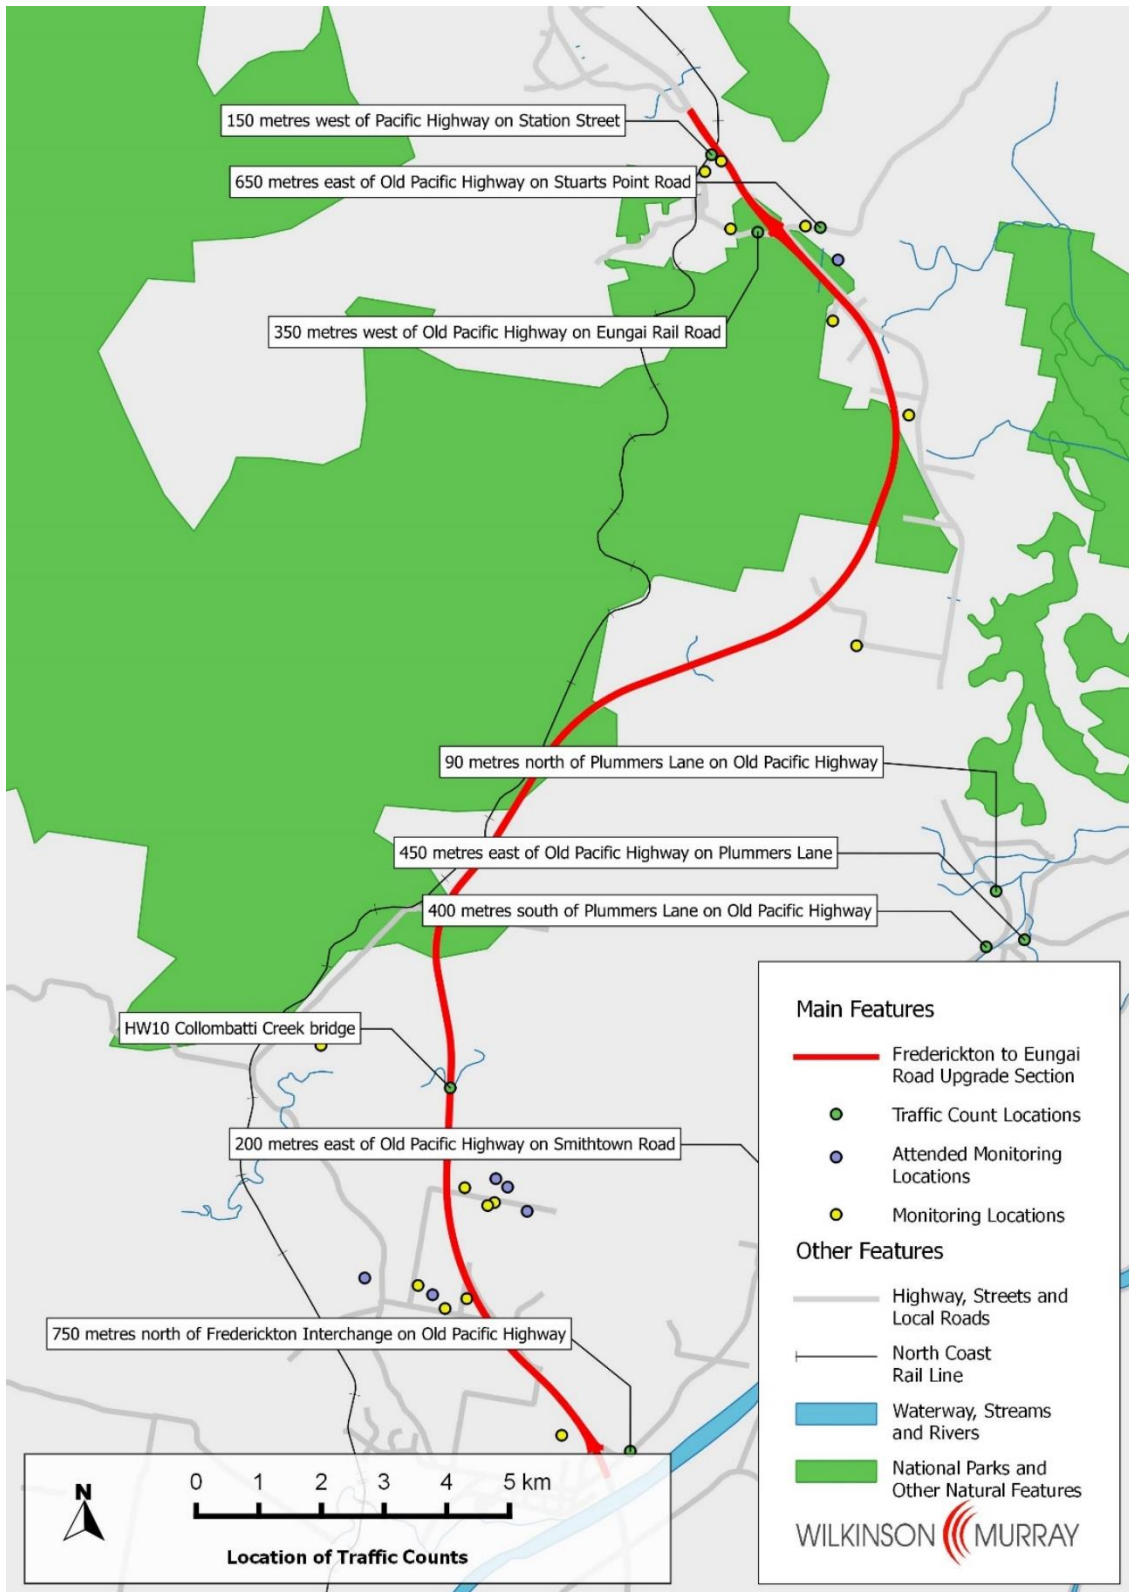 150 metres west of Pacific Highway on Station Street
650 metres east of Old Pacific Highway on Stuarts Point Road
350 metres west of Old Pacific Highway on Eungai Rail Road
90 metres north of Plummers Lane on Old Pacific Highway
450 metres east of Old Pacific Highway on Plummers Lane
400 metres south of Plummers Lane on Old Pacific Highway
HW10 Collombatti Creek bridge
200 metres east of Old Pacific Highway on Smithtown Road
750 metres north of Frederickton Interchange on Old Pacific Highway
Main Features
Frederickton to Eungai
Road Upgrade Section
Traffic Count Locations
Attended Monitoring
Locations
Monitoring Locations
Other Features
Highway, Streets and
Local Roads
North Coast
Rail Line
Waterway, Streams
and Rivers
National Parks and
Other Natural Features
WILKINSON MURRAY
N
0 1 2 3 4 5 km
Location of Traffic Counts